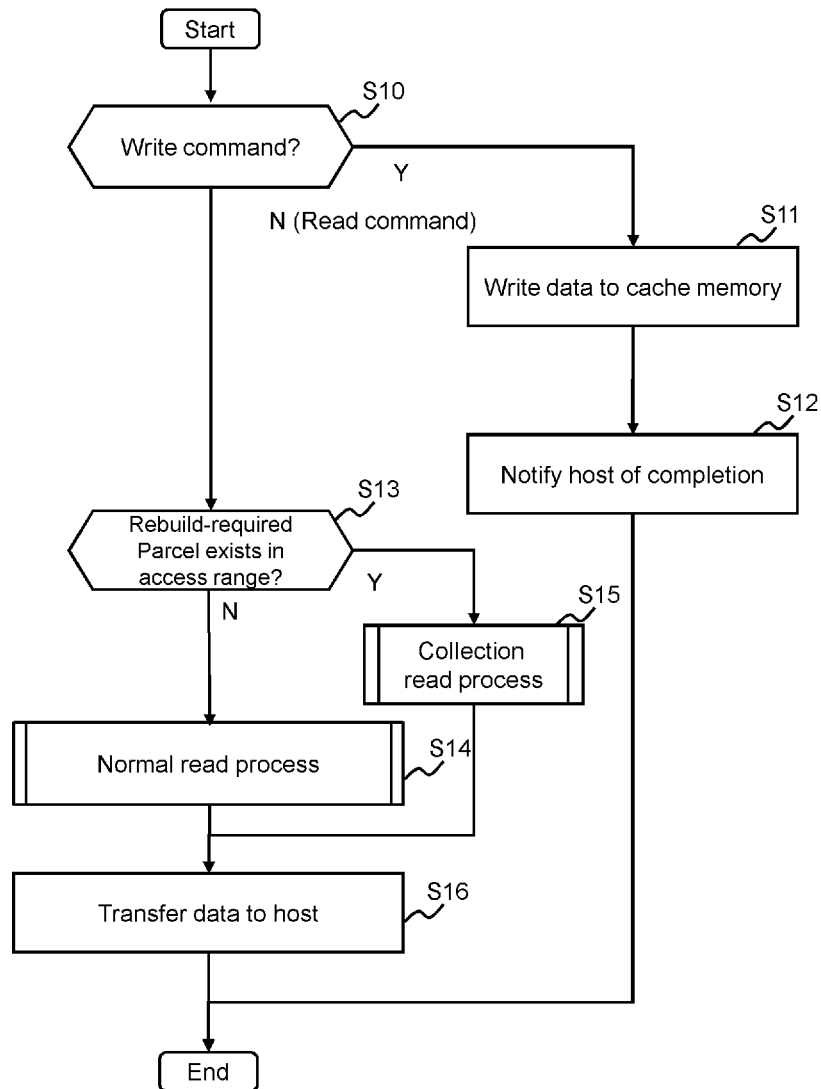 Start
S10
Write command?
Y
N (Read command)
S11
Write data to cache memory
S12
Notify host of completion
S13
Rebuild-required
Parcel exists in
access range?
Y
N
S15
Collection
read process
Normal read process
S14
Transfer data to host
S16
End